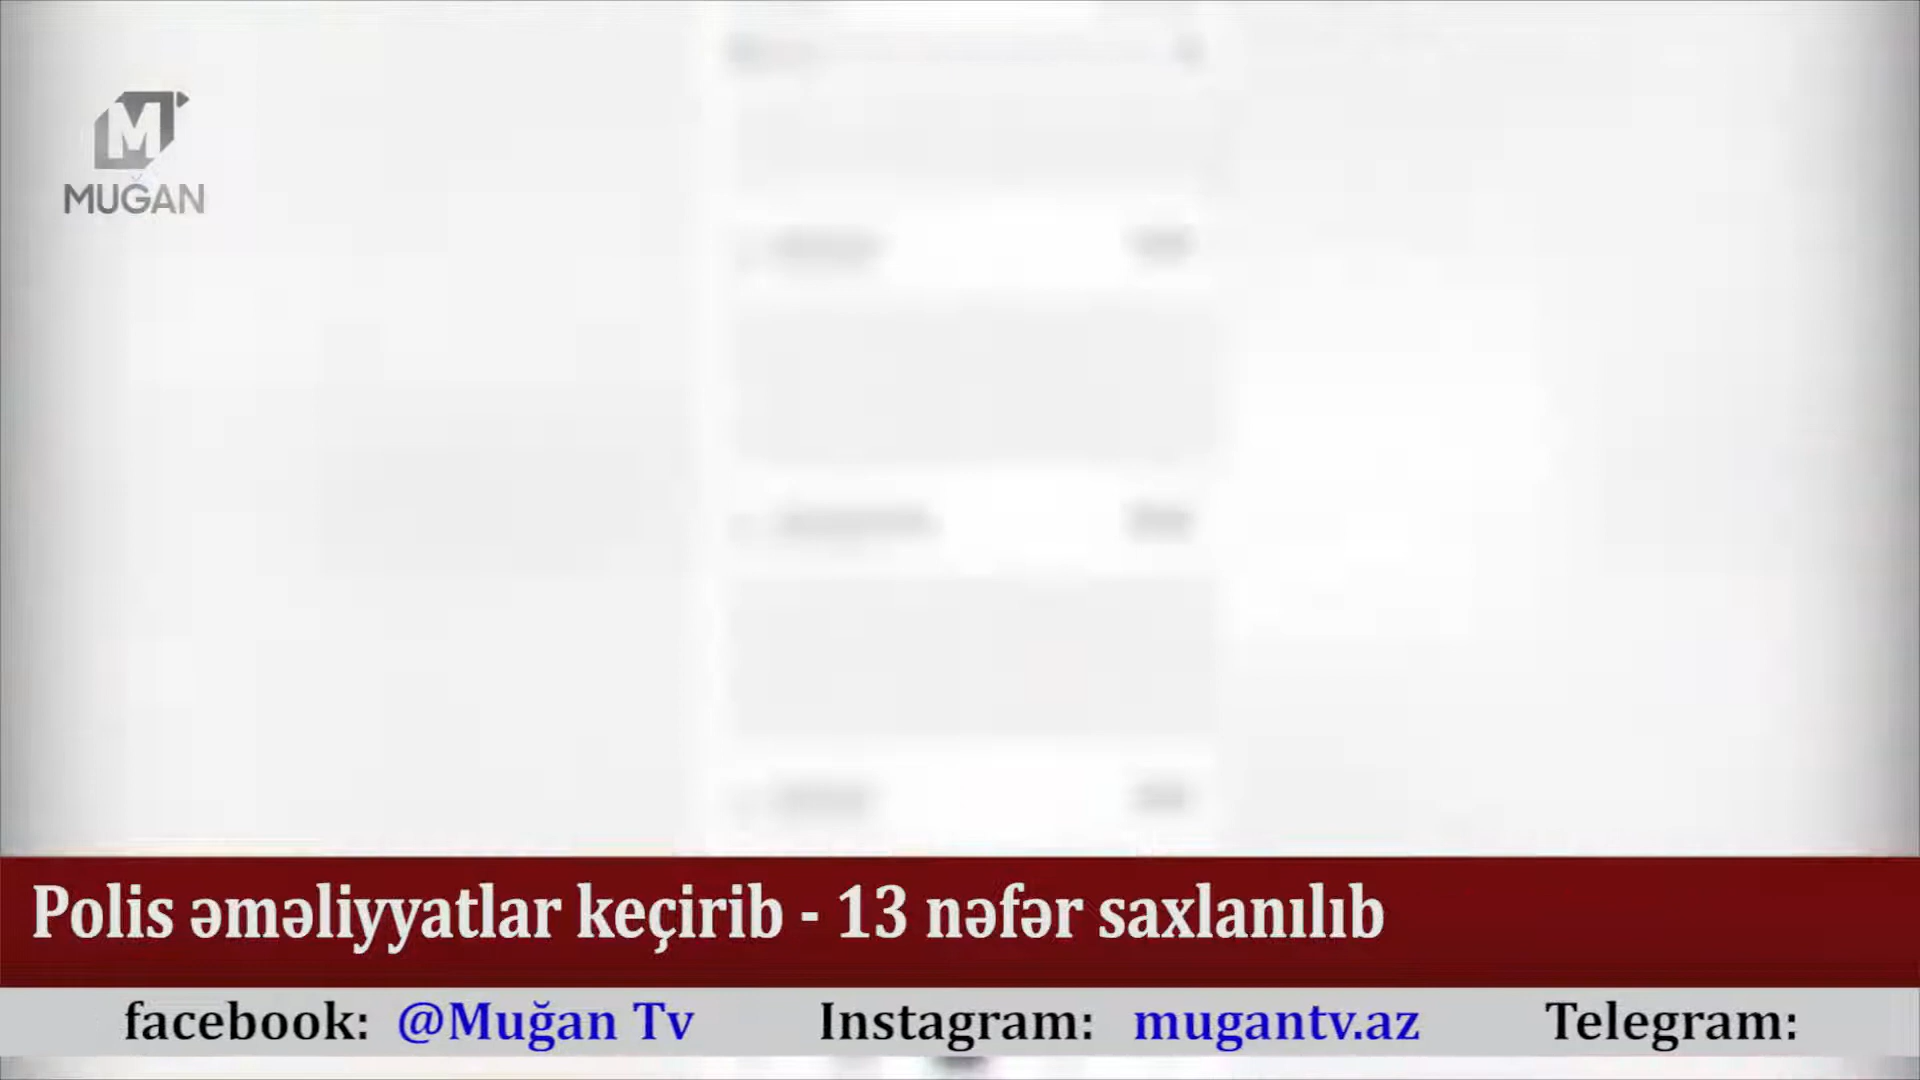 M
MUĞAN
Polis əməliyyatlar keçirib - 13 nəfər saxlanılıb
facebook: @Muğan Tv Instagram: mugantv.az Telegram: